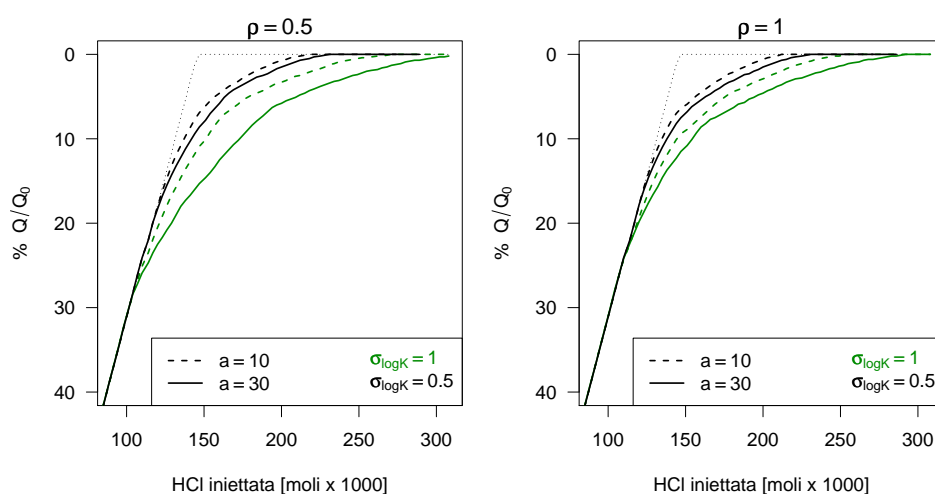 ρ = 0.5
% Q/Q₀
0
10
20
30
40
a = 10
a = 30
σlogK = 1
σlogK = 0.5
100 150 200 250 300
HCl iniettata [moli x 1000]
ρ = 1
% Q/Q₀
0
10
20
30
40
a = 10
a = 30
σlogK = 1
σlogK = 0.5
100 150 200 250 300
HCl iniettata [moli x 1000]